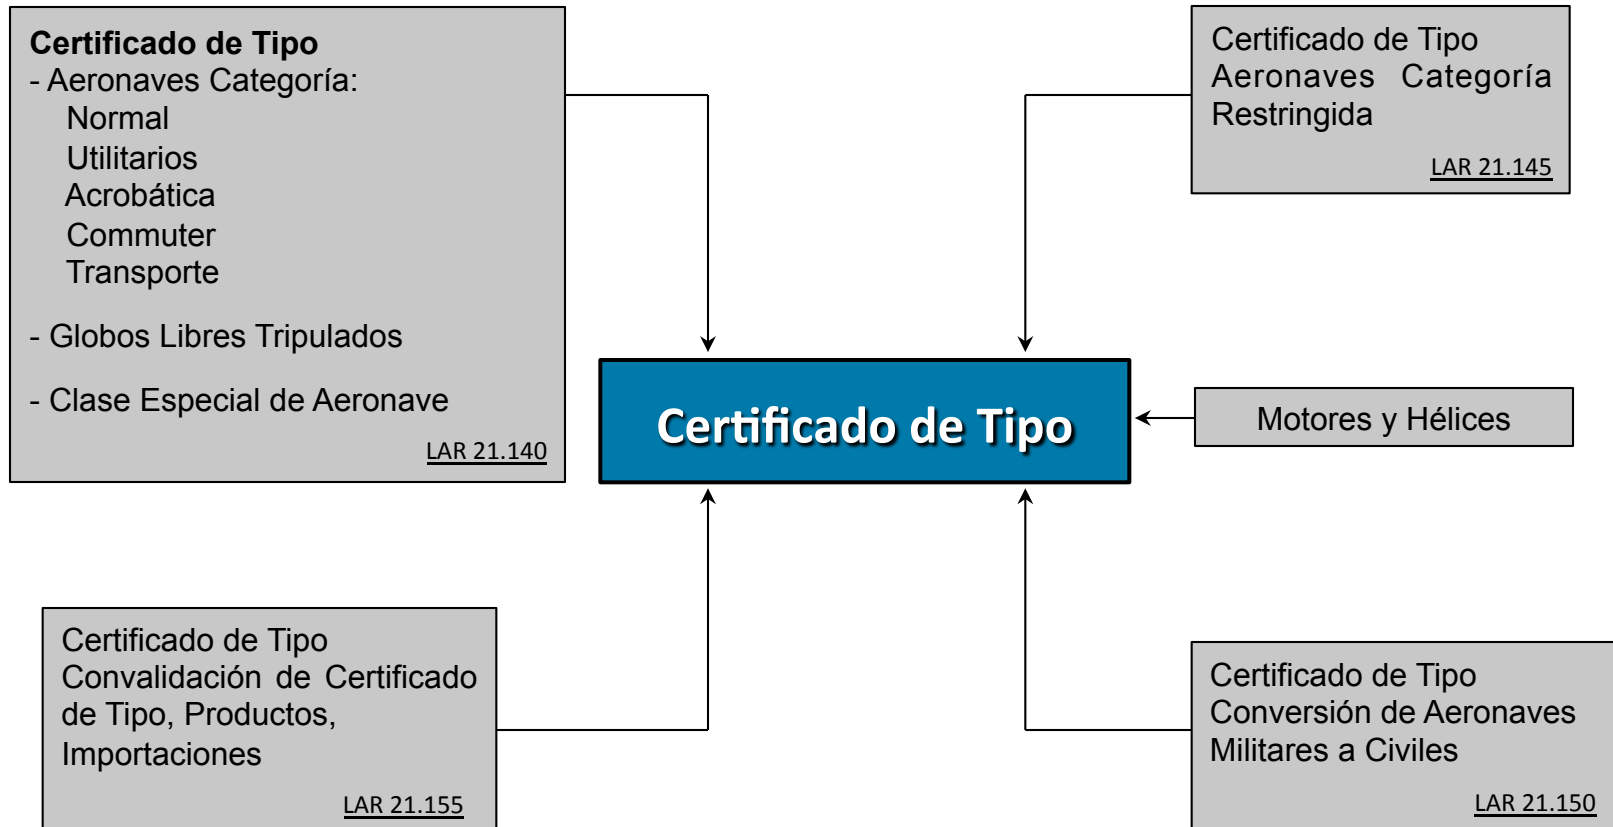 Certificado de Tipo
- Aeronaves Categoría:
Normal
Utilitarios
Acrobática
Commuter
Transporte
- Globos Libres Tripulados
- Clase Especial de Aeronave
LAR 21.140
Certificado de Tipo
Aeronaves Categoría
Restringida
LAR 21.145
Certificado de Tipo
Motores y Hélices
Certificado de Tipo
Convalidación de Certificado
de Tipo, Productos,
Importaciones
LAR 21.155
Certificado de Tipo
Conversión de Aeronaves
Militares a Civiles
LAR 21.150